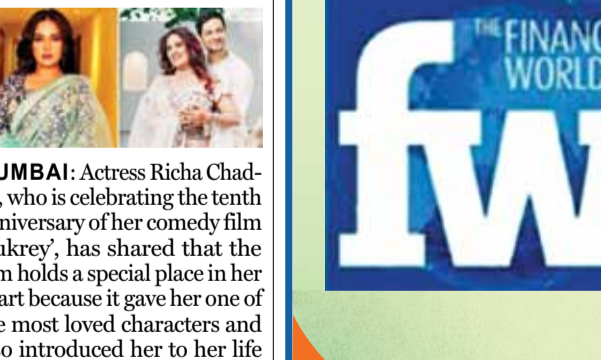 UMBAI: Actress Richa Chad-
, who is celebrating the tenth
niversary of her comedy film
ukrey’, has shared that the
m holds a special place in her
art because it gave her one of
e most loved characters and
so introduced her to her life
THE FINANC
WORLD
fw